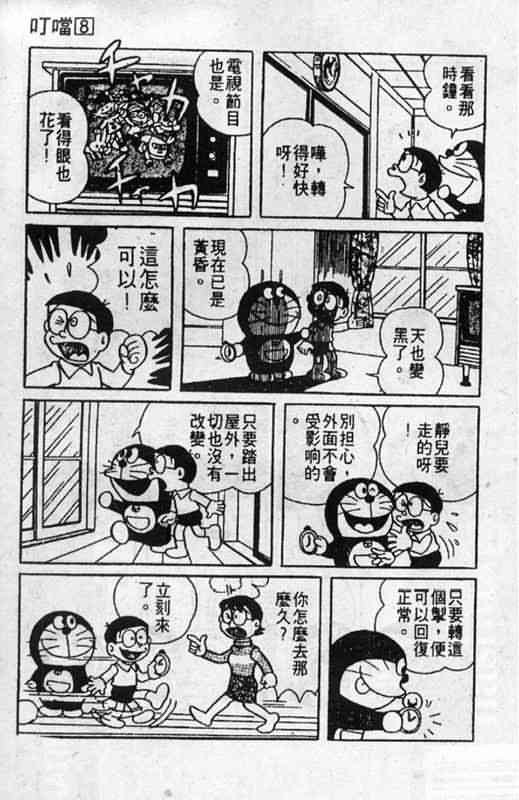 叮噹8
看看那
時鐘。
嘩，轉
得好快
呀！
電視節目
也是。
看得眼也
花了！
天也變
黑了。
現在已是
黃昏。
這怎麼
可以！
靜兒要
走的呀
！
別担心，
外面不會
受影响的
。
只要踏出
屋外，一
切也沒有
改變。
只要轉這
個掣，便
可以回復
正常。
你怎麼去那
麼久？
立刻來
了。